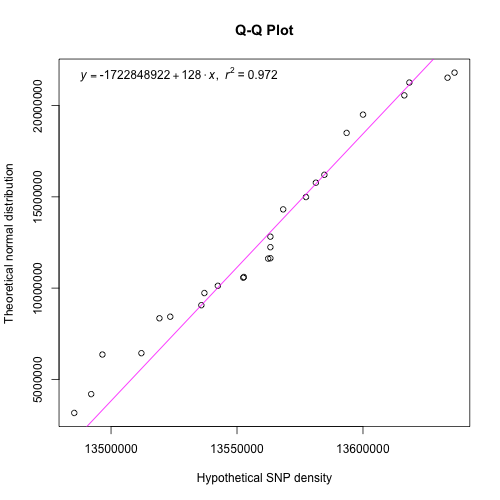 Q-Q Plot
y = -1722848922 + 128 · x, r² = 0.972
Theoretical normal distribution
20000000
15000000
10000000
5000000
13500000 13550000 13600000
Hypothetical SNP density